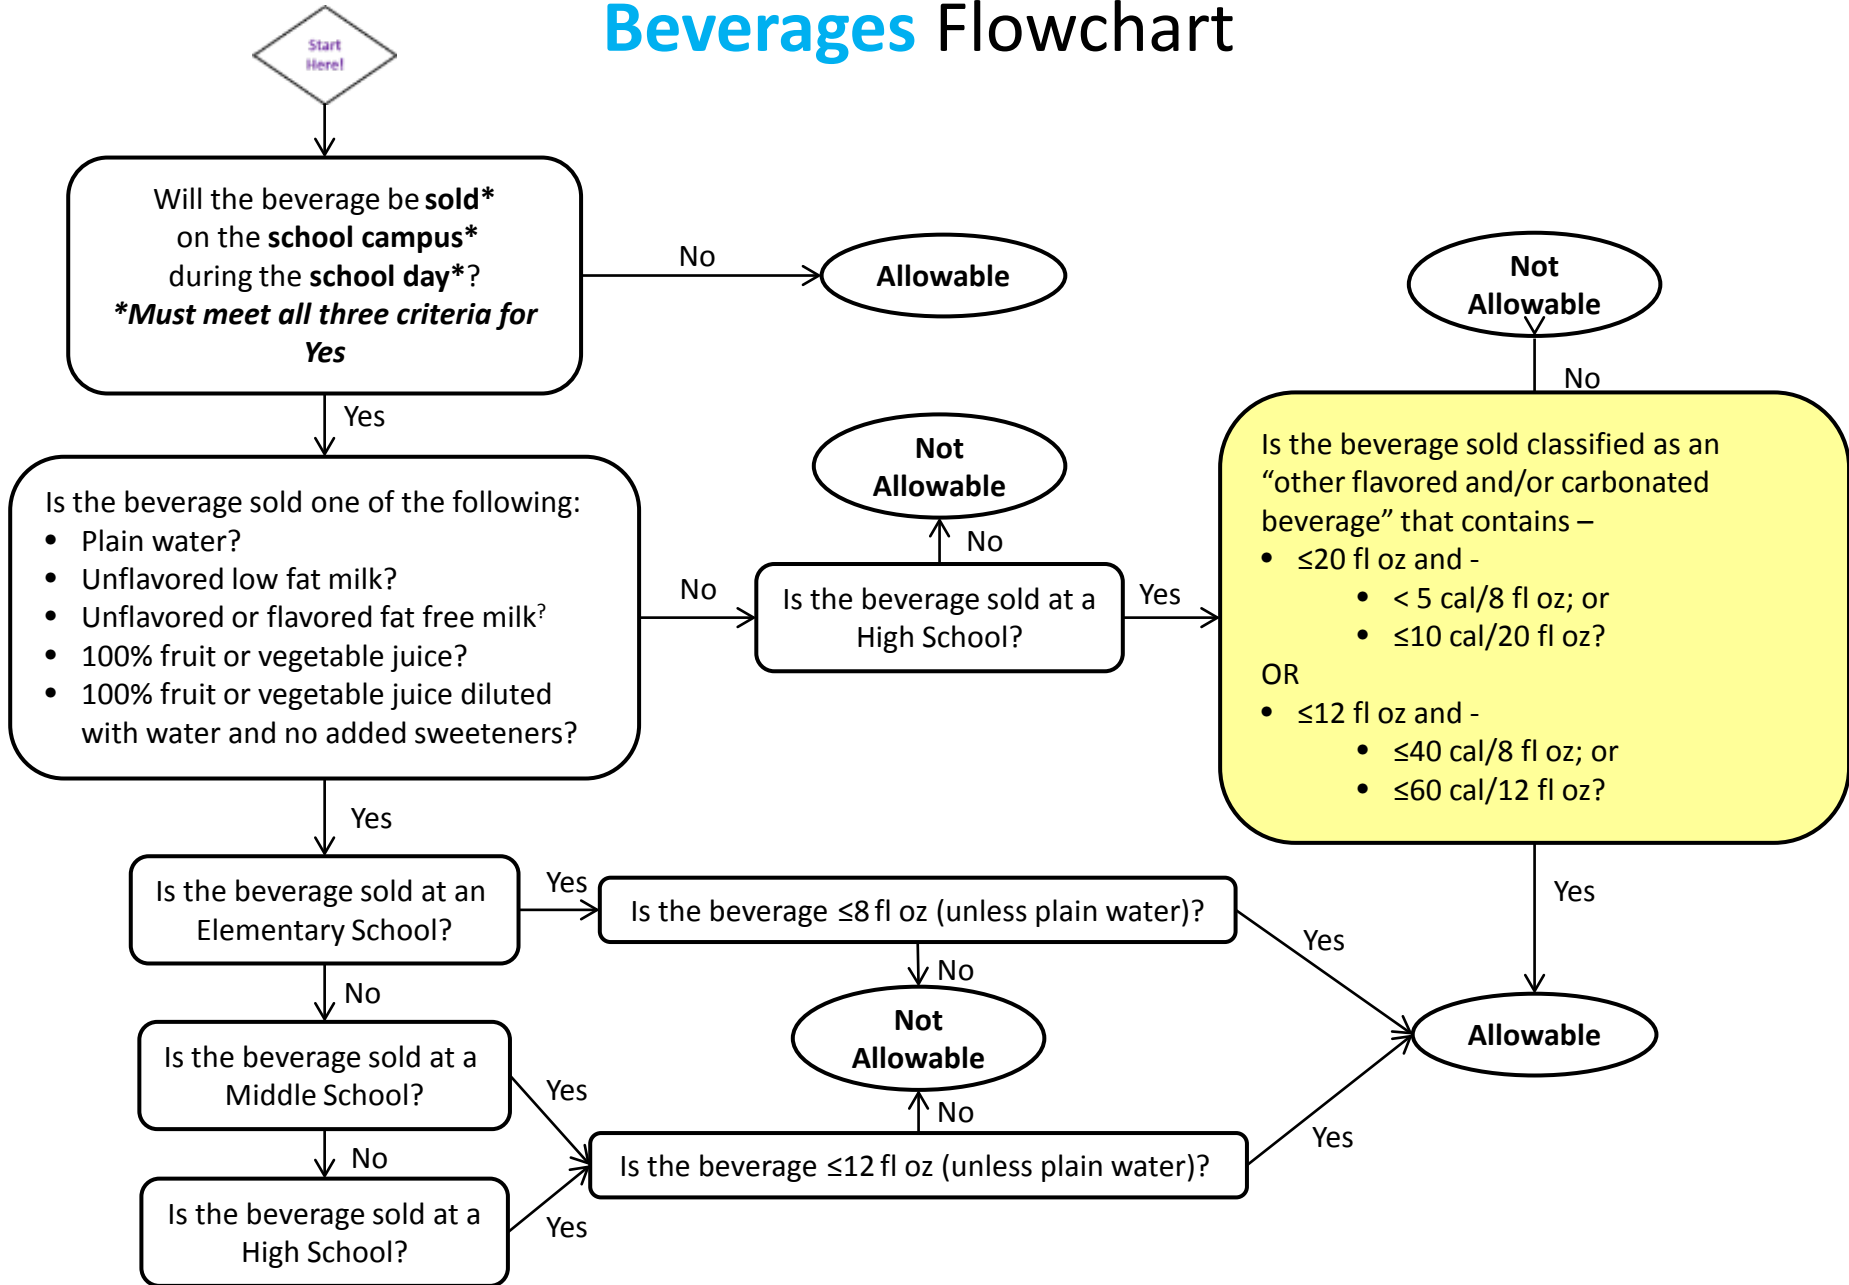 Beverages Flowchart
Start
Here!
Will the beverage be sold*
on the school campus*
during the school day*?
*Must meet all three criteria for
Yes
No
Allowable
Yes
Is the beverage sold one of the following:
• Plain water?
• Unflavored low fat milk?
• Unflavored or flavored fat free milk?
• 100% fruit or vegetable juice?
• 100% fruit or vegetable juice diluted
with water and no added sweeteners?
No
Is the beverage sold at a
High School?
No
Not
Allowable
Yes
Is the beverage sold classified as an
“other flavored and/or carbonated
beverage” that contains –
• ≤20 fl oz and -
• < 5 cal/8 fl oz; or
• ≤10 cal/20 fl oz?
OR
• ≤12 fl oz and -
• ≤40 cal/8 fl oz; or
• ≤60 cal/12 fl oz?
No
Not
Allowable
Yes
Allowable
Yes
Is the beverage sold at an
Elementary School?
Yes
Is the beverage ≤8 fl oz (unless plain water)?
Yes
No
Not
Allowable
No
Is the beverage sold at a
Middle School?
Yes
No
Is the beverage sold at a
High School?
Yes
Is the beverage ≤12 fl oz (unless plain water)?
No
Yes